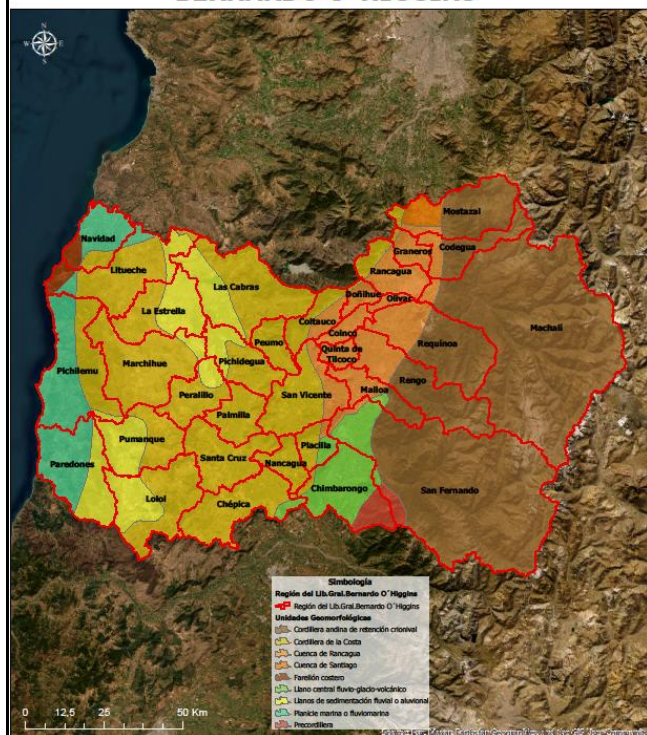 BERNARDO O´HIGGINS
N
W E
S
Mostazal
Navidad
Codegua
Graneros
Litueche
Rancagua
Las Cabras
Doñihue
Olivar
La Estrella
Coltauco
Machalí
Coinco
Requínoa
Peumo
Quinta de
Tilcoco
Marchihue
Pichidegua
Pichilemu
Rengo
Malloa
Peralillo
San Vicente
Palmilla
Pumanque
Placilla
Santa Cruz
Paredones
Nancagua
Chimbarongo
San Fernando
Lolol
Chépica
Simbología
Región del Lib.Gral.Bernardo O´Higgins
Región del Lib.Gral.Bernardo O´Higgins
Unidades Geomorfológicas
Cordillera andina de retención crionival
Cordillera de la Costa
Cuenca de Rancagua
Cuenca de Santiago
Farellón costero
Llano central fluvio-glacio-volcánico
Llanos de sedimentación fluvial o aluvional
Planicie marina o fluviomarina
Precordillera
0 12,5 25 50 Km